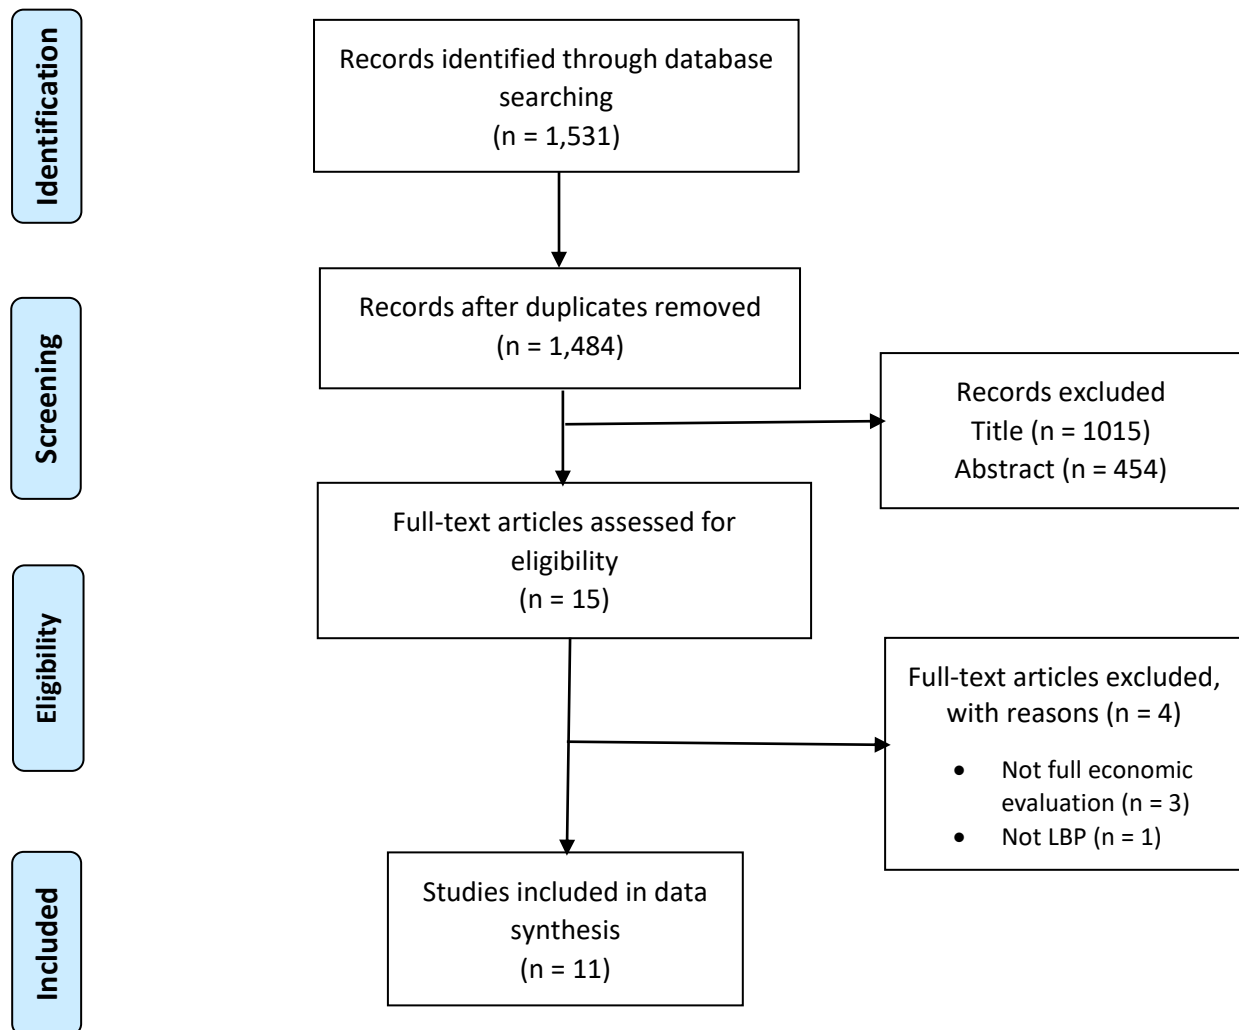 Identification
Records identified through database
searching
(n = 1,531)
Screening
Records after duplicates removed
(n = 1,484)
Records excluded
Title (n = 1015)
Abstract (n = 454)
Full-text articles assessed for
eligibility
(n = 15)
Eligibility
Full-text articles excluded,
with reasons (n = 4)
• Not full economic
evaluation (n = 3)
• Not LBP (n = 1)
Included
Studies included in data
synthesis
(n = 11)